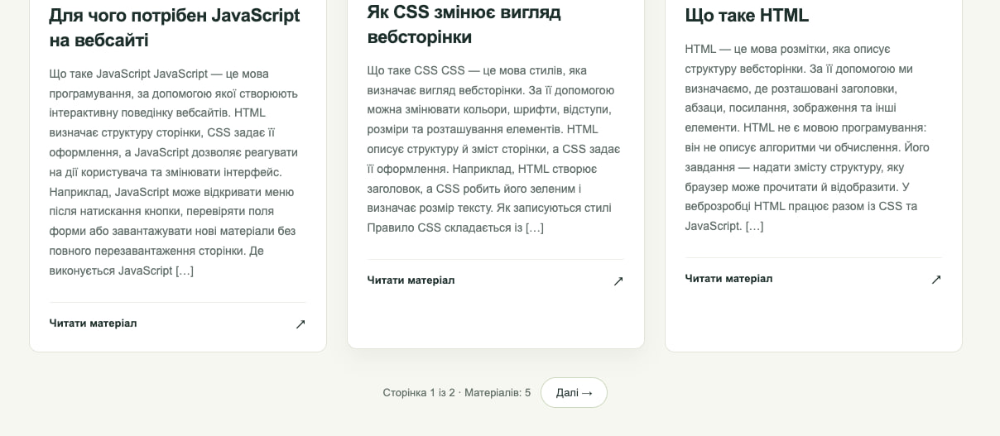 Для чого потрібен JavaScript
на вебсайті
Що таке JavaScript JavaScript — це мова
програмування, за допомогою якої створюють
інтерактивну поведінку вебсайтів. HTML
визначає структуру сторінки, CSS задає її
оформлення, а JavaScript дозволяє реагувати
на дії користувача та змінювати інтерфейс.
Наприклад, JavaScript може відкривати меню
після натискання кнопки, перевіряти поля
форми або завантажувати нові матеріали без
повного перезавантаження сторінки. Де
виконується JavaScript […]
Читати матеріал ↗
Як CSS змінює вигляд
вебсторінки
Що таке CSS CSS — це мова стилів, яка
визначає вигляд вебсторінки. За її допомогою
можна змінювати кольори, шрифти, відступи,
розміри та розташування елементів. HTML
описує структуру й зміст сторінки, а CSS задає
її оформлення. Наприклад, HTML створює
заголовок, а CSS робить його зеленим і
визначає розмір тексту. Як записуються стилі
Правило CSS складається із […]
Читати матеріал ↗
Що таке HTML
HTML — це мова розмітки, яка описує
структуру вебсторінки. За її допомогою ми
визначаємо, де розташовані заголовки,
абзаци, посилання, зображення та інші
елементи. HTML не є мовою програмування:
він не описує алгоритми чи обчислення. Його
завдання — надати змісту структуру, яку
браузер може прочитати й відобразити. У
веброзробці HTML працює разом із CSS та
JavaScript. […]
Читати матеріал ↗
Сторінка 1 із 2 · Матеріалів: 5 Далі →